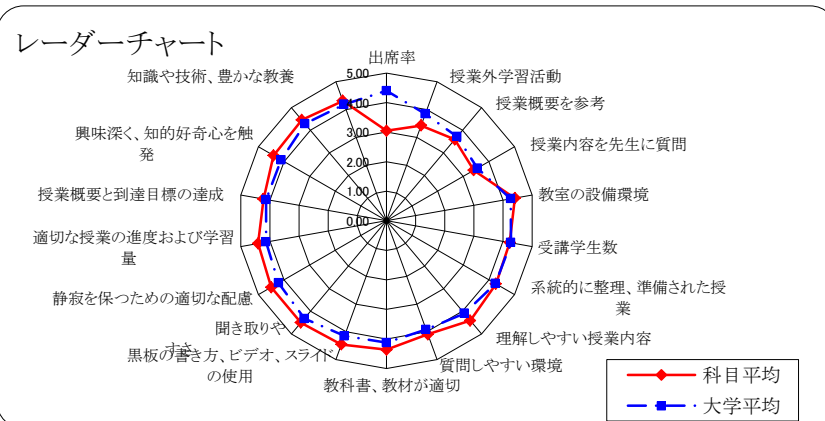 レーダーチャート
出席率
授業外学習活動
授業概要を参考
授業内容を先生に質問
教室の設備環境
受講学生数
系統的に整理、準備された授
業
理解しやすい授業内容
質問しやすい環境
教科書、教材が適切
黒板の書き方、ビデオ、スライド
の使用
聞き取りや
すさ
静寂を保つための適切な配慮
適切な授業の進度および学習
量
授業概要と到達目標の達成
興味深く、知的好奇心を触
発
知識や技術、豊かな教養
5.00
4.00
3.00
2.00
1.00
0.00
科目平均
大学平均